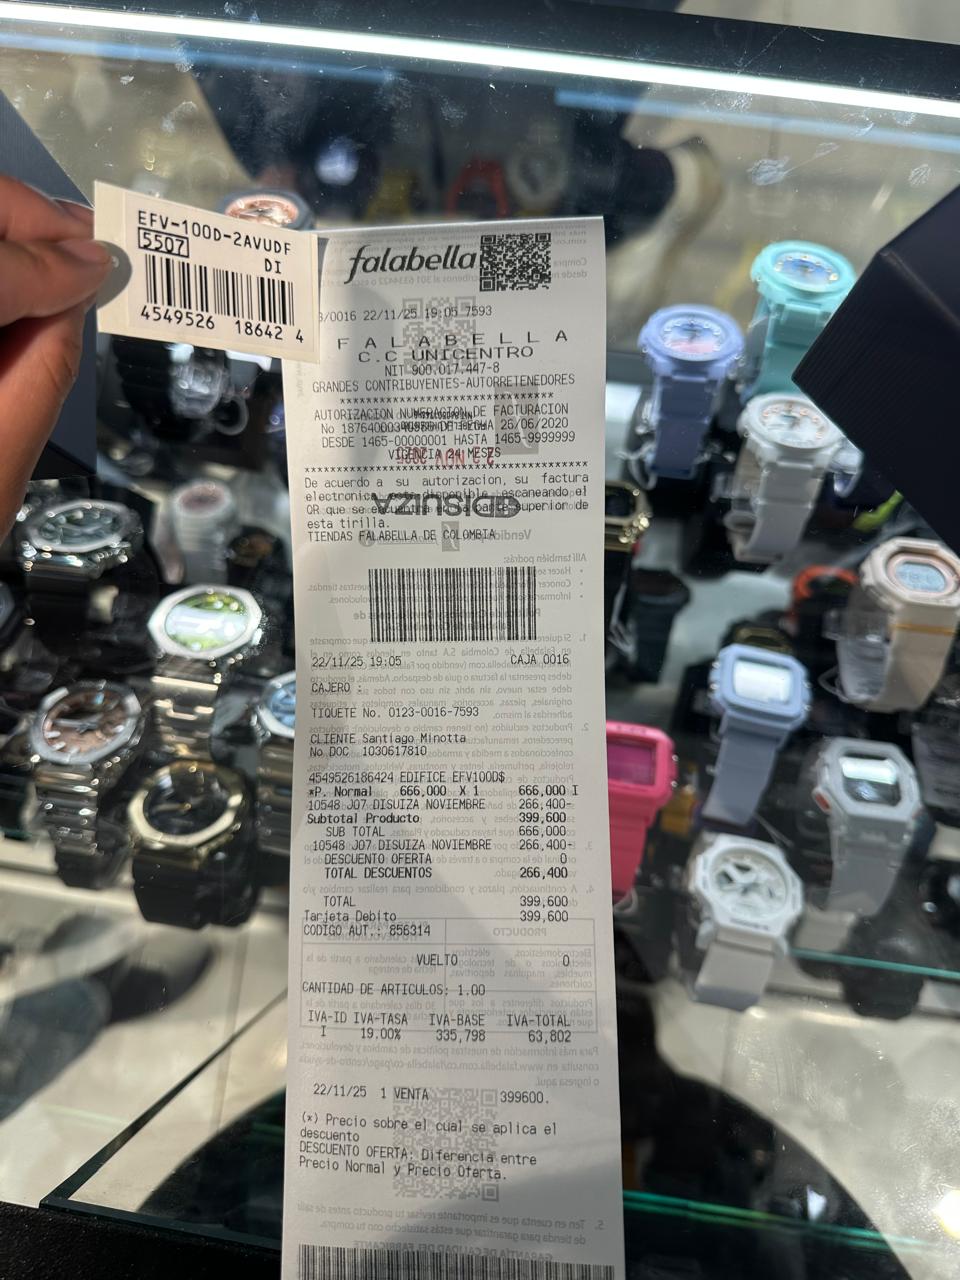 EFV-100D-2AVUDF
5507
DI
4549526 18642 4
falabella
/0016 22/11/25 19:05 7593
FALABELLA
C.C UNICENTRO
NIT 900.017.447-8
GRANDES CONTRIBUYENTES-AUTORRETENEDORES
AUTORIZACION NUMERACION DE FACTURACION
No DE FECHA 26/06/2020
DESDE 1465-00000001 HASTA 1465-9999999
VIGENCIA 24 MESES
De acuerdo a su autorizacion, su factura
electronica esta disponible escaneando el
QR que se encuentra en la parte superior de
esta tirilla.
TIENDAS FALABELLA DE COLOMBIA
22/11/25 19:05 CAJA 0016
CAJERO :
TIQUETE No. 0123-0016-7593
CLIENTE Santiago Minotta
No DOC 1030617810
4549526186424 EDIFICE EFV100D$
*P. Normal 666,000 X 1 666,000 I
10548 J07 DISUIZA NOVIEMBRE 266,400-
Subtotal Producto 399,600
SUB TOTAL 666,000
10548 J07 DISUIZA NOVIEMBRE 266,400-
DESCUENTO OFERTA 0
TOTAL DESCUENTOS 266,400
TOTAL 399,600
Tarjeta Debito 399,600
CODIGO AUT.: 856314
VUELTO 0
CANTIDAD DE ARTICULOS: 1.00
IVA-ID IVA-TASA IVA-BASE IVA-TOTAL
I 19.00% 335,798 63,802
22/11/25 1 VENTA 399600.
(*) Precio sobre el cual se aplica el
descuento
DESCUENTO OFERTA: Diferencia entre
Precio Normal y Precio Oferta.